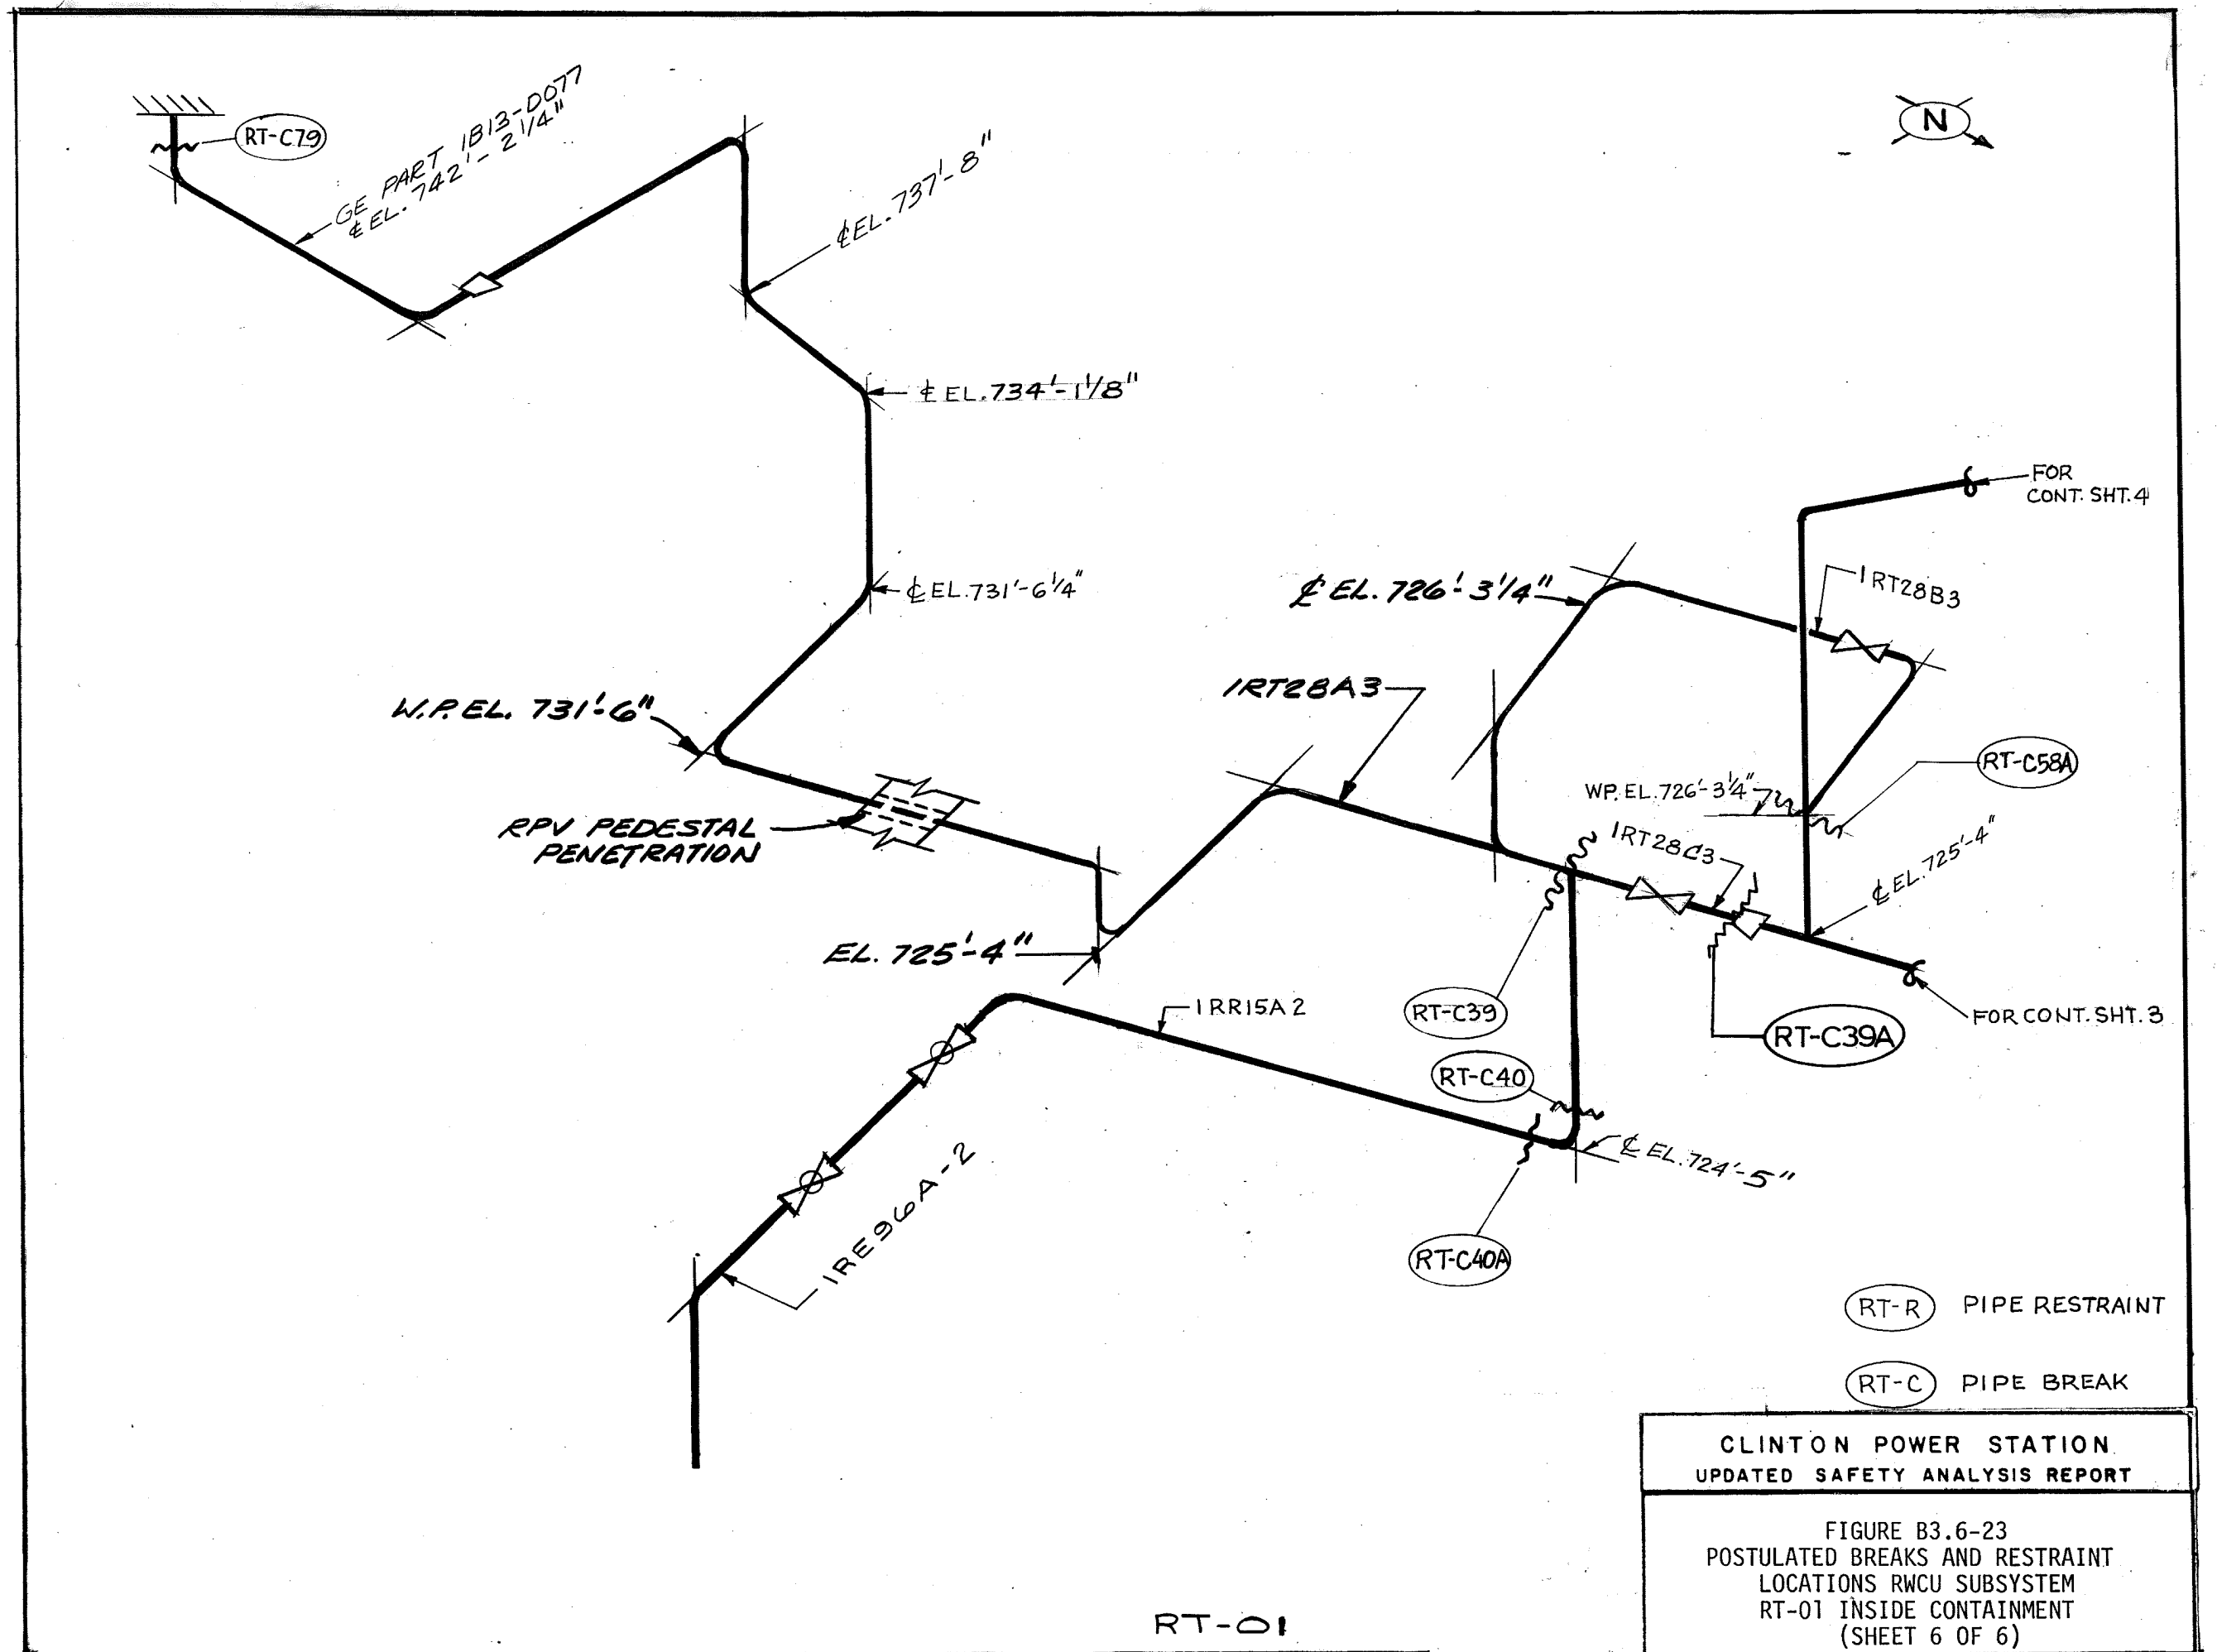 RT-C79
GE PART 1B13-D077
℄ EL. 742'-2 1/4"
N
℄ EL. 737'-8"
℄ EL. 734'-1 1/8"
FOR
CONT. SHT. 4
℄ EL. 731'-6 1/4"
℄ EL. 726'-3 1/4"
1RT28B3
W.P. EL. 731'-6"
1RT28A3
RT-C58A
WP. EL. 726'-3 1/4"
RPV PEDESTAL
PENETRATION
1RT28C3
℄ EL. 725'-4"
EL. 725'-4"
1RR15A2
RT-C39
FOR CONT. SHT. 3
RT-C39A
RT-C40
℄ EL. 724'-5"
1RE96A-2
RT-C40A
RT-R PIPE RESTRAINT
RT-C PIPE BREAK
CLINTON POWER STATION
UPDATED SAFETY ANALYSIS REPORT
FIGURE B3.6-23
POSTULATED BREAKS AND RESTRAINT
LOCATIONS RWCU SUBSYSTEM
RT-01 INSIDE CONTAINMENT
(SHEET 6 OF 6)
RT-01